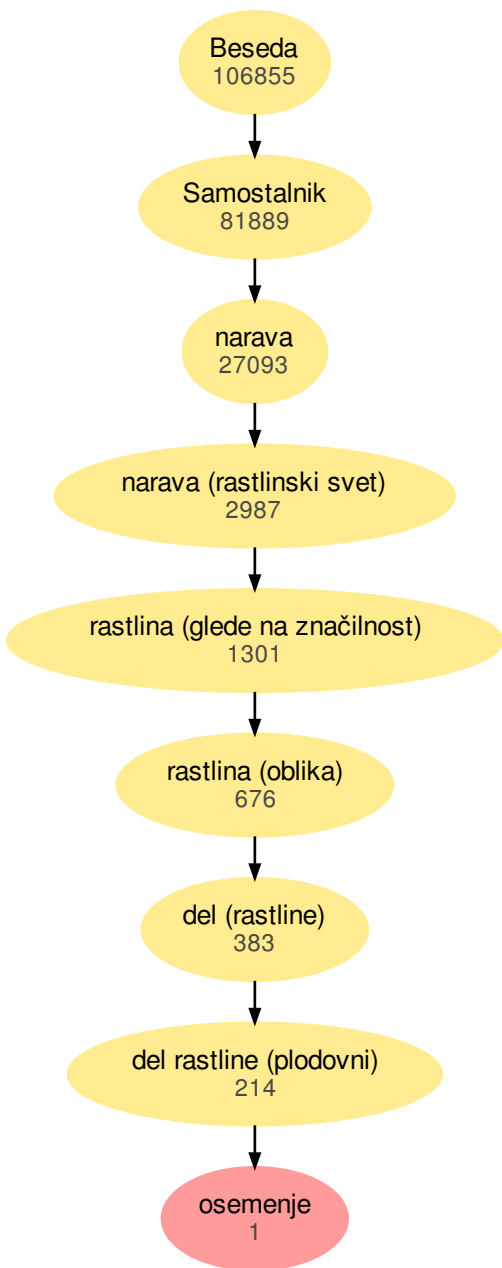 Beseda
106855
Samostalnik
81889
narava
27093
narava (rastlinski svet)
2987
rastlina (glede na značilnost)
1301
rastlina (oblika)
676
del (rastline)
383
del rastline (plodovni)
214
osemenje
1